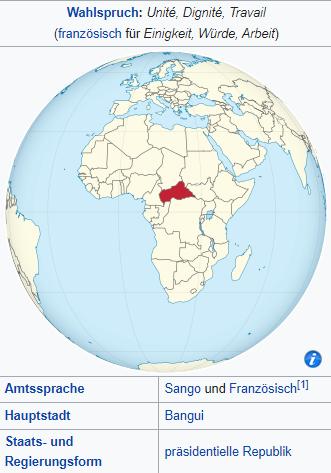 Wahlspruch: Unité, Dignité, Travail
(französisch für Einigkeit, Würde, Arbeit)
i
Amtssprache Sango und Französisch[1]
Hauptstadt Bangui
Staats- und
Regierungsform präsidentielle Republik